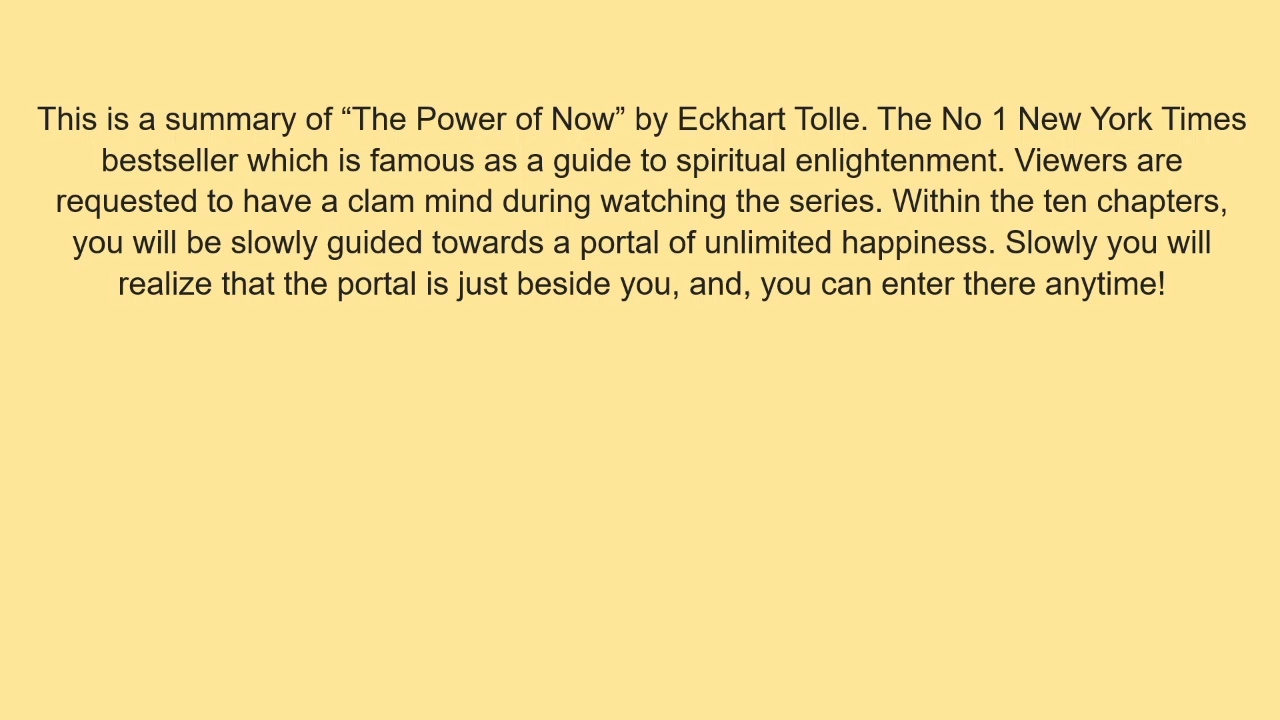 This is a summary of “The Power of Now” by Eckhart Tolle. The No 1 New York Times
bestseller which is famous as a guide to spiritual enlightenment. Viewers are
requested to have a clam mind during watching the series. Within the ten chapters,
you will be slowly guided towards a portal of unlimited happiness. Slowly you will
realize that the portal is just beside you, and, you can enter there anytime!